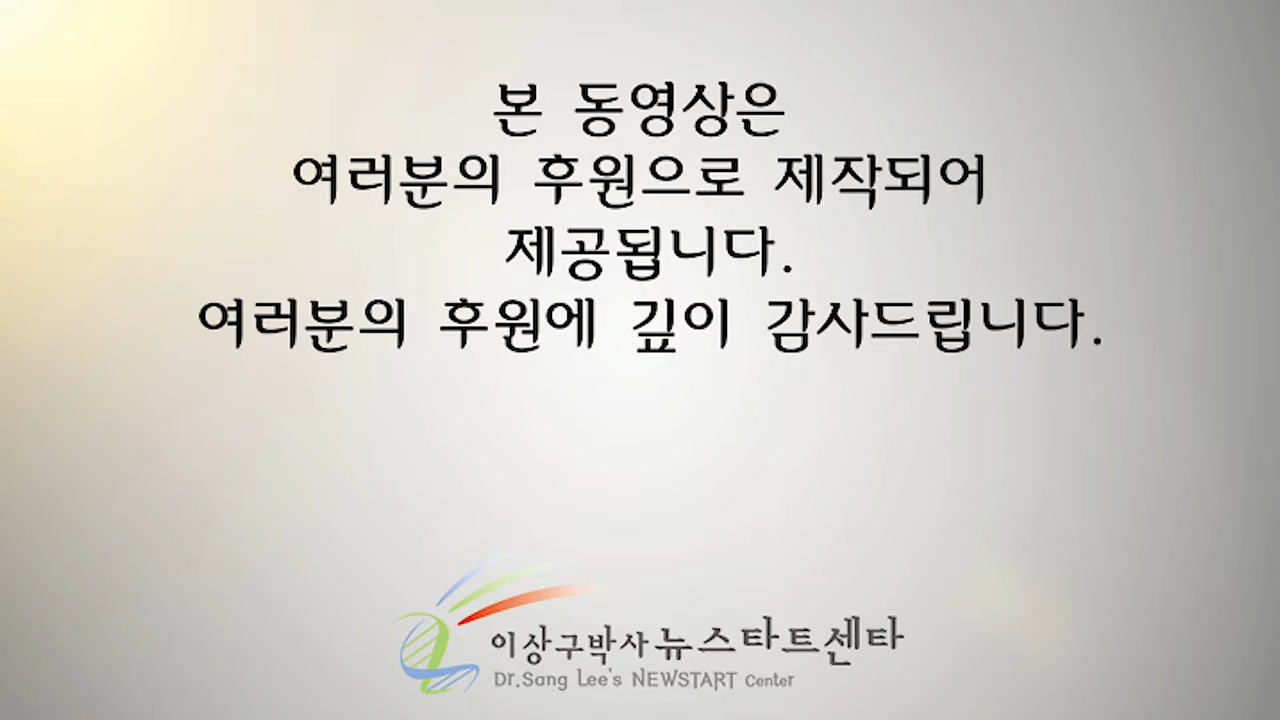 본 동영상은
여러분의 후원으로 제작되어
제공됩니다.
여러분의 후원에 깊이 감사드립니다.
이상구박사뉴스타트센타
Dr.Sang Lee's NEWSTART Center